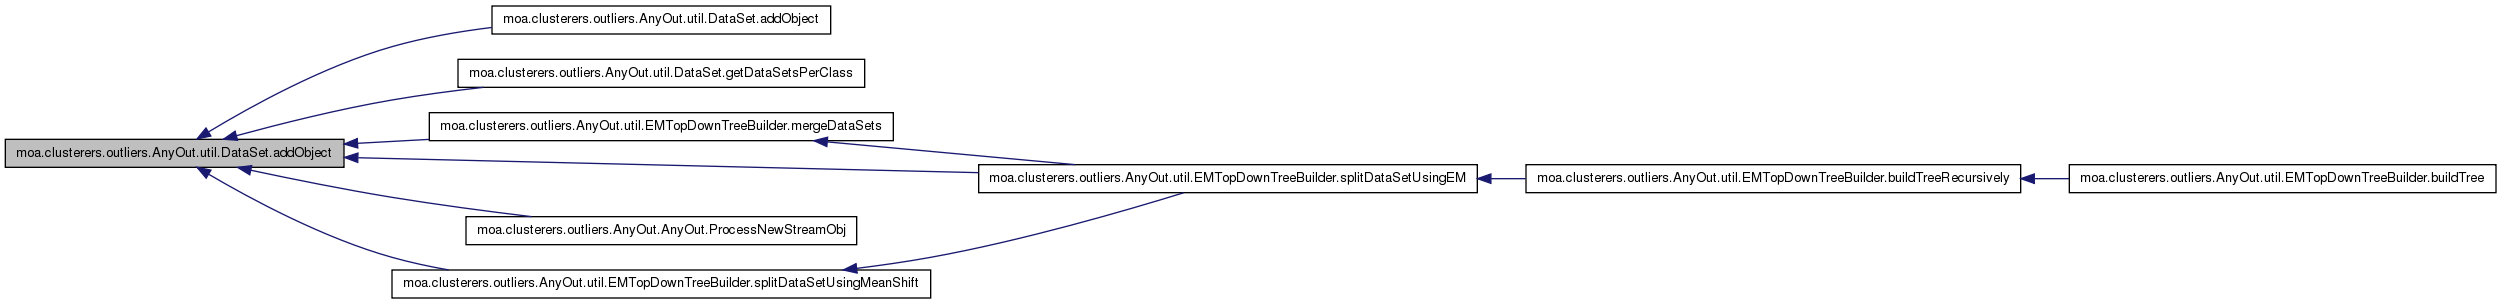 moa.clusterers.outliers.AnyOut.util.DataSet.addObject
moa.clusterers.outliers.AnyOut.util.DataSet.getDataSetsPerClass
moa.clusterers.outliers.AnyOut.util.EMTopDownTreeBuilder.mergeDataSets
moa.clusterers.outliers.AnyOut.util.DataSet.addObject
moa.clusterers.outliers.AnyOut.util.EMTopDownTreeBuilder.splitDataSetUsingEM
moa.clusterers.outliers.AnyOut.util.EMTopDownTreeBuilder.buildTreeRecursively
moa.clusterers.outliers.AnyOut.util.EMTopDownTreeBuilder.buildTree
moa.clusterers.outliers.AnyOut.AnyOut.ProcessNewStreamObj
moa.clusterers.outliers.AnyOut.util.EMTopDownTreeBuilder.splitDataSetUsingMeanShift